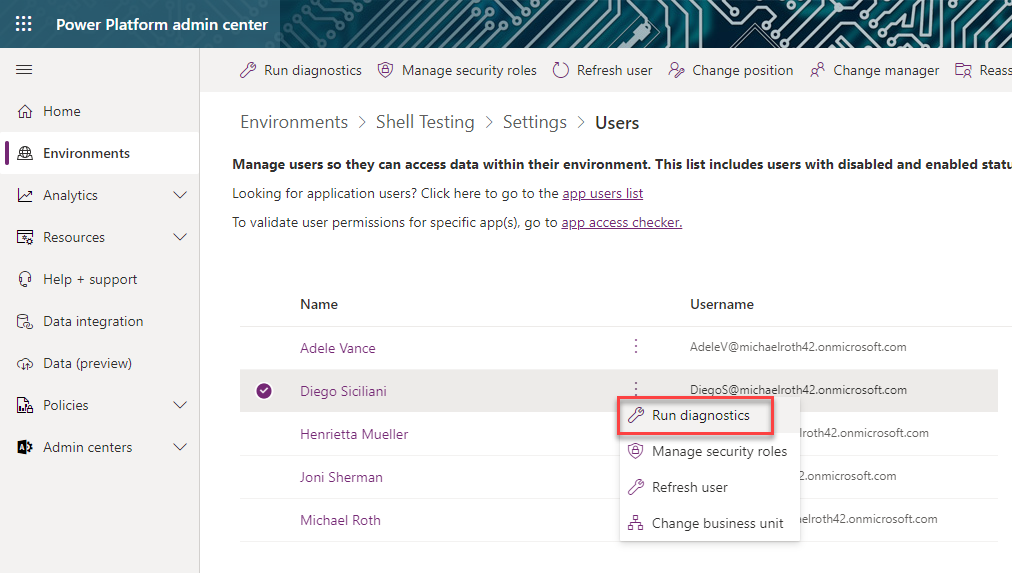 Power Platform admin center
Run diagnostics Manage security roles Refresh user Change position Change manager Reass
Home
Environments
Analytics
Resources
Help + support
Data integration
Data (preview)
Policies
Admin centers
Environments > Shell Testing > Settings > Users
Manage users so they can access data within their environment. This list includes users with disabled and enabled statu
Looking for application users? Click here to go to the app users list
To validate user permissions for specific app(s), go to app access checker.
Name Username
Adele Vance AdeleV@michaelroth42.onmicrosoft.com
Diego Siciliani DiegoS@michaelroth42.onmicrosoft.com
Run diagnostics
Henrietta Mueller lroth42.onmicrosoft.com
Manage security roles
Joni Sherman 2.onmicrosoft.com
Refresh user
Michael Roth elroth42.onmicrosoft.com
Change business unit